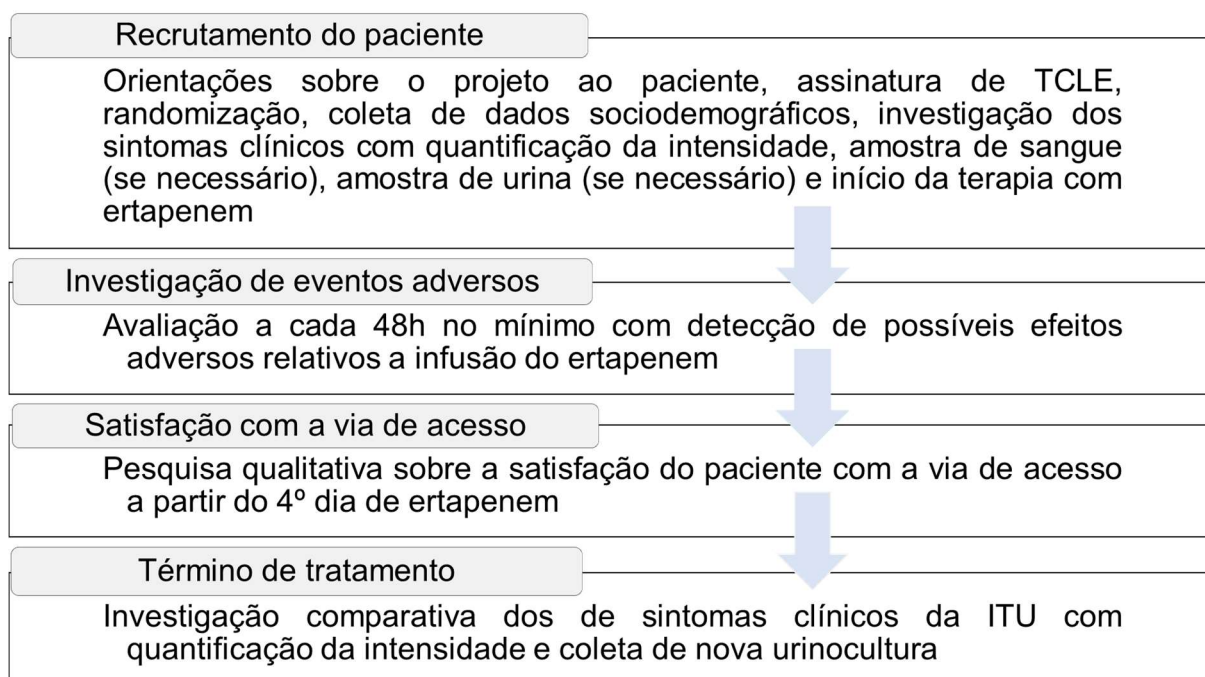 Recrutamento do paciente
Orientações sobre o projeto ao paciente, assinatura de TCLE,
randomização, coleta de dados sociodemográficos, investigação dos
sintomas clínicos com quantificação da intensidade, amostra de sangue
(se necessário), amostra de urina (se necessário) e início da terapia com
ertapenem
Investigação de eventos adversos
Avaliação a cada 48h no mínimo com detecção de possíveis efeitos
adversos relativos a infusão do ertapenem
Satisfação com a via de acesso
Pesquisa qualitativa sobre a satisfação do paciente com a via de acesso
a partir do 4º dia de ertapenem
Término de tratamento
Investigação comparativa dos de sintomas clínicos da ITU com
quantificação da intensidade e coleta de nova urinocultura